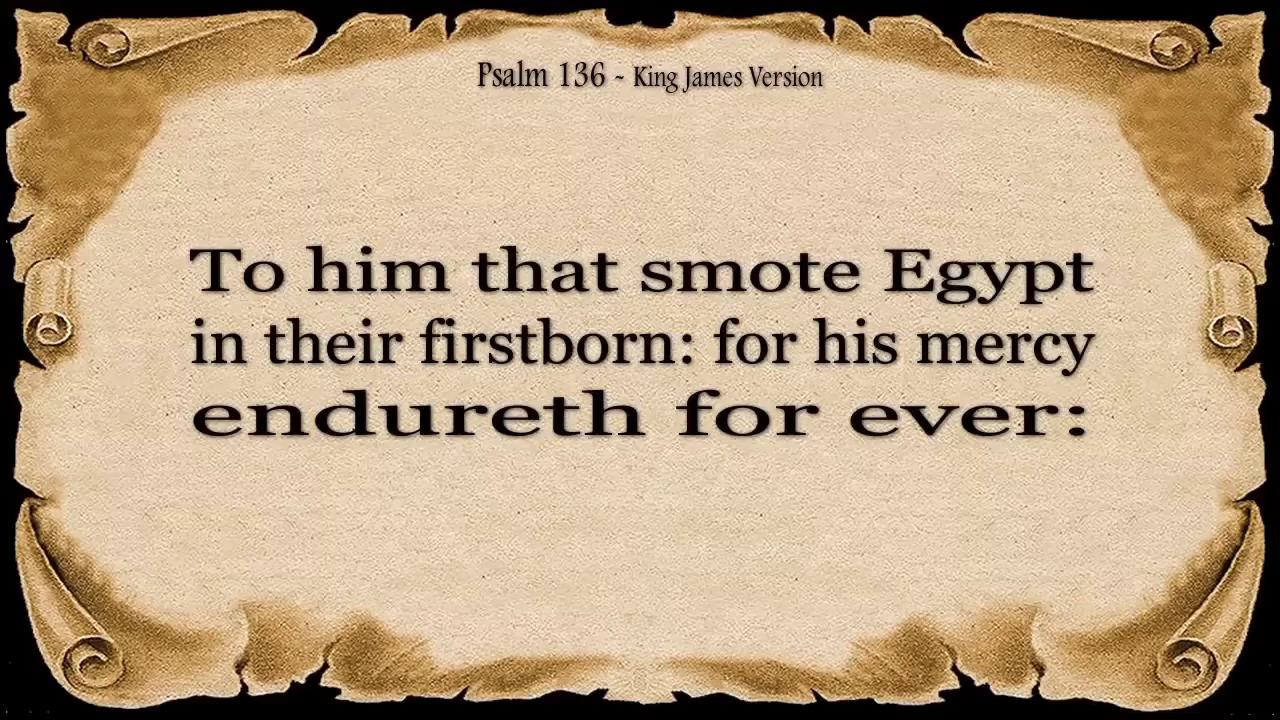 Psalm 136 - King James Version
To him that smote Egypt
in their firstborn: for his mercy
endureth for ever: